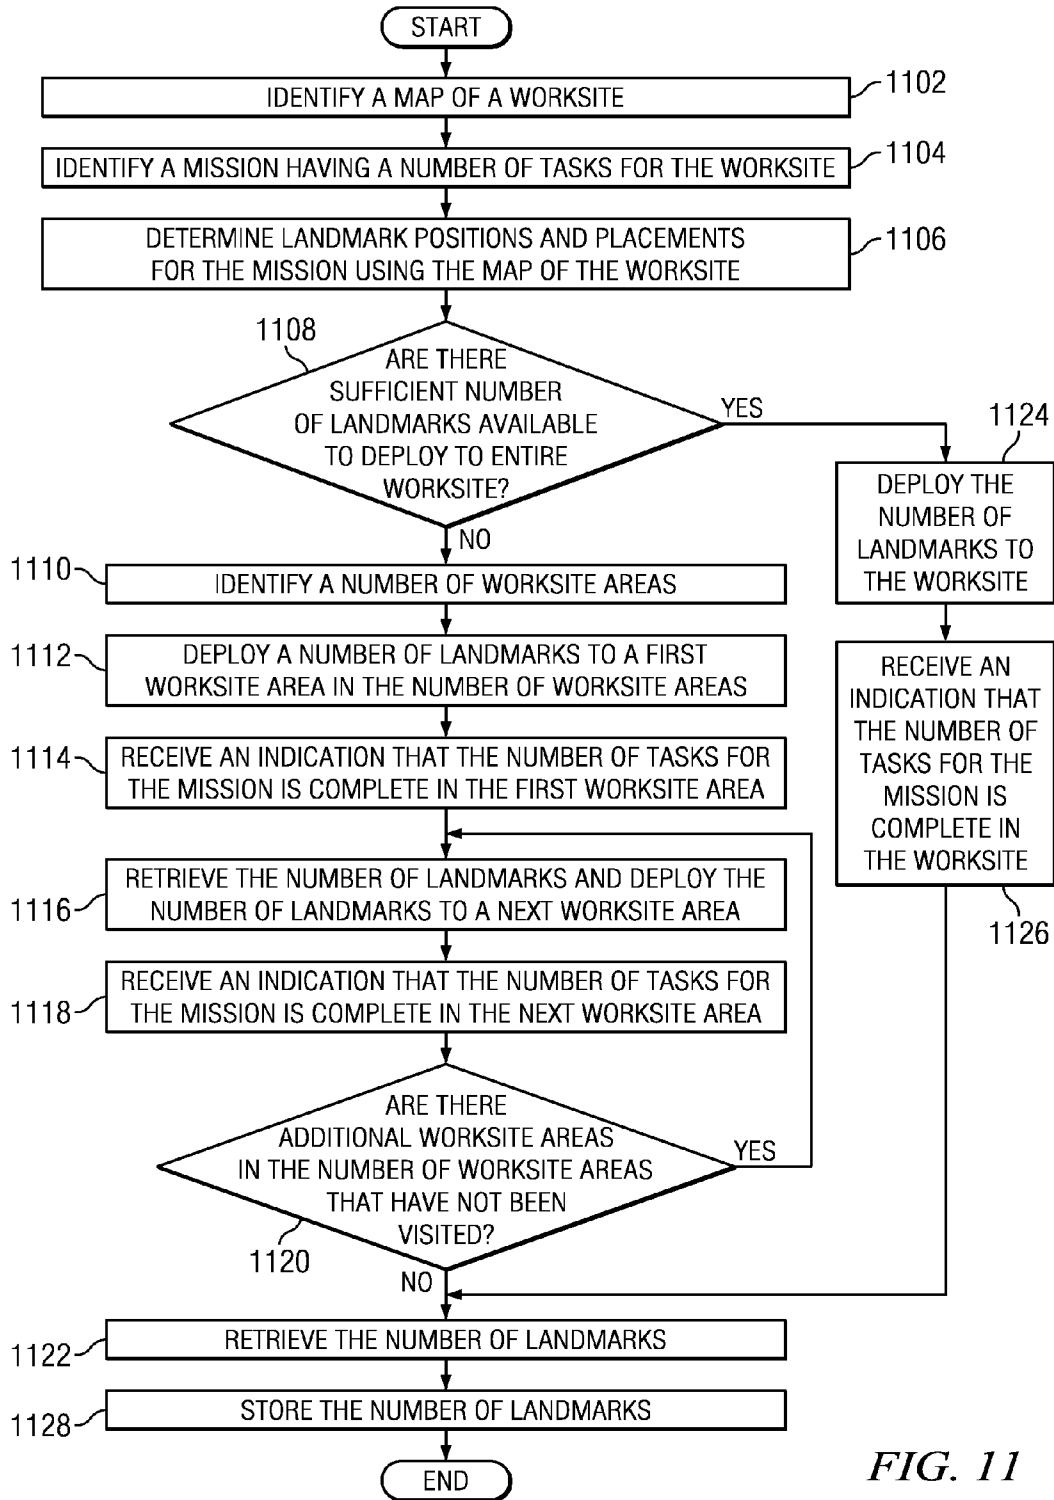 START
IDENTIFY A MAP OF A WORKSITE
1102
IDENTIFY A MISSION HAVING A NUMBER OF TASKS FOR THE WORKSITE
1104
DETERMINE LANDMARK POSITIONS AND PLACEMENTS
FOR THE MISSION USING THE MAP OF THE WORKSITE
1106
1108
ARE THERE
SUFFICIENT NUMBER
OF LANDMARKS AVAILABLE
TO DEPLOY TO ENTIRE
WORKSITE?
YES
NO
1124
DEPLOY THE
NUMBER OF
LANDMARKS TO
THE WORKSITE
1110
IDENTIFY A NUMBER OF WORKSITE AREAS
1112
DEPLOY A NUMBER OF LANDMARKS TO A FIRST
WORKSITE AREA IN THE NUMBER OF WORKSITE AREAS
RECEIVE AN
INDICATION THAT
THE NUMBER OF
TASKS FOR THE
MISSION IS
COMPLETE IN
THE WORKSITE
1126
1114
RECEIVE AN INDICATION THAT THE NUMBER OF TASKS FOR
THE MISSION IS COMPLETE IN THE FIRST WORKSITE AREA
1116
RETRIEVE THE NUMBER OF LANDMARKS AND DEPLOY THE
NUMBER OF LANDMARKS TO A NEXT WORKSITE AREA
1118
RECEIVE AN INDICATION THAT THE NUMBER OF TASKS FOR
THE MISSION IS COMPLETE IN THE NEXT WORKSITE AREA
ARE THERE
ADDITIONAL WORKSITE AREAS
IN THE NUMBER OF WORKSITE AREAS
THAT HAVE NOT BEEN
VISITED?
YES
1120
NO
1122
RETRIEVE THE NUMBER OF LANDMARKS
1128
STORE THE NUMBER OF LANDMARKS
END
FIG. 11